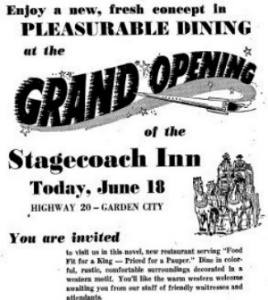 Enjoy a new, fresh concept in
PLEASURABLE DINING
at the
GRAND OPENING
of the
Stagecoach Inn
Today, June 18
HIGHWAY 20 – GARDEN CITY
You are invited
to visit us in this novel, new restaurant serving "Food
Fit for a King — Priced for a Pauper." Dine in color-
ful, rustic, comfortable surroundings decorated in a
western motif. You'll like the warm western welcome
awaiting you from our staff of friendly waitresses and
attendants.